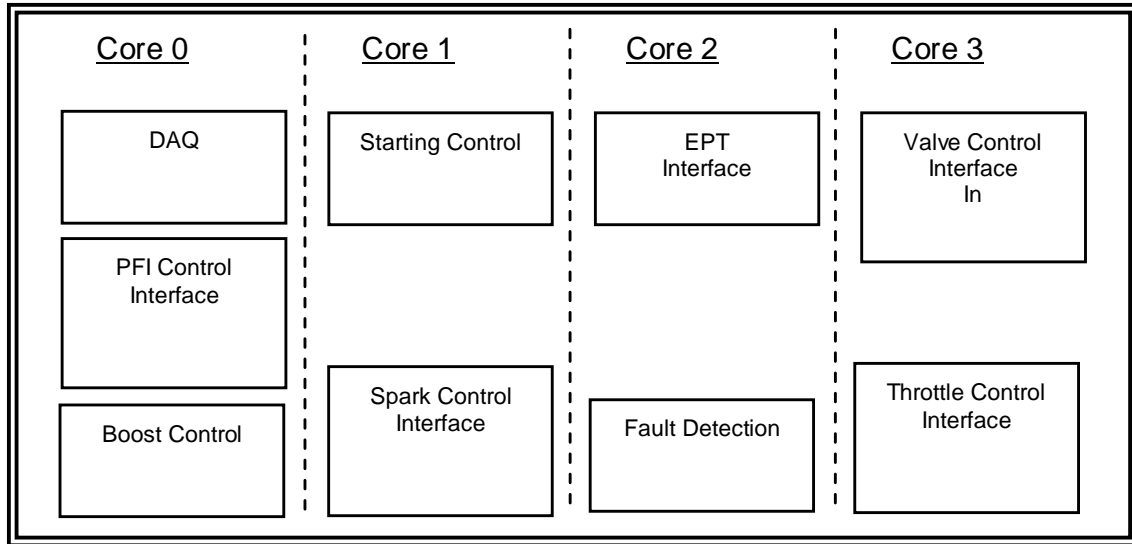 Core 0
DAQ
PFI Control
Interface
Boost Control
Core 1
Starting Control
Spark Control
Interface
Core 2
EPT
Interface
Fault Detection
Core 3
Valve Control
Interface
In
Throttle Control
Interface